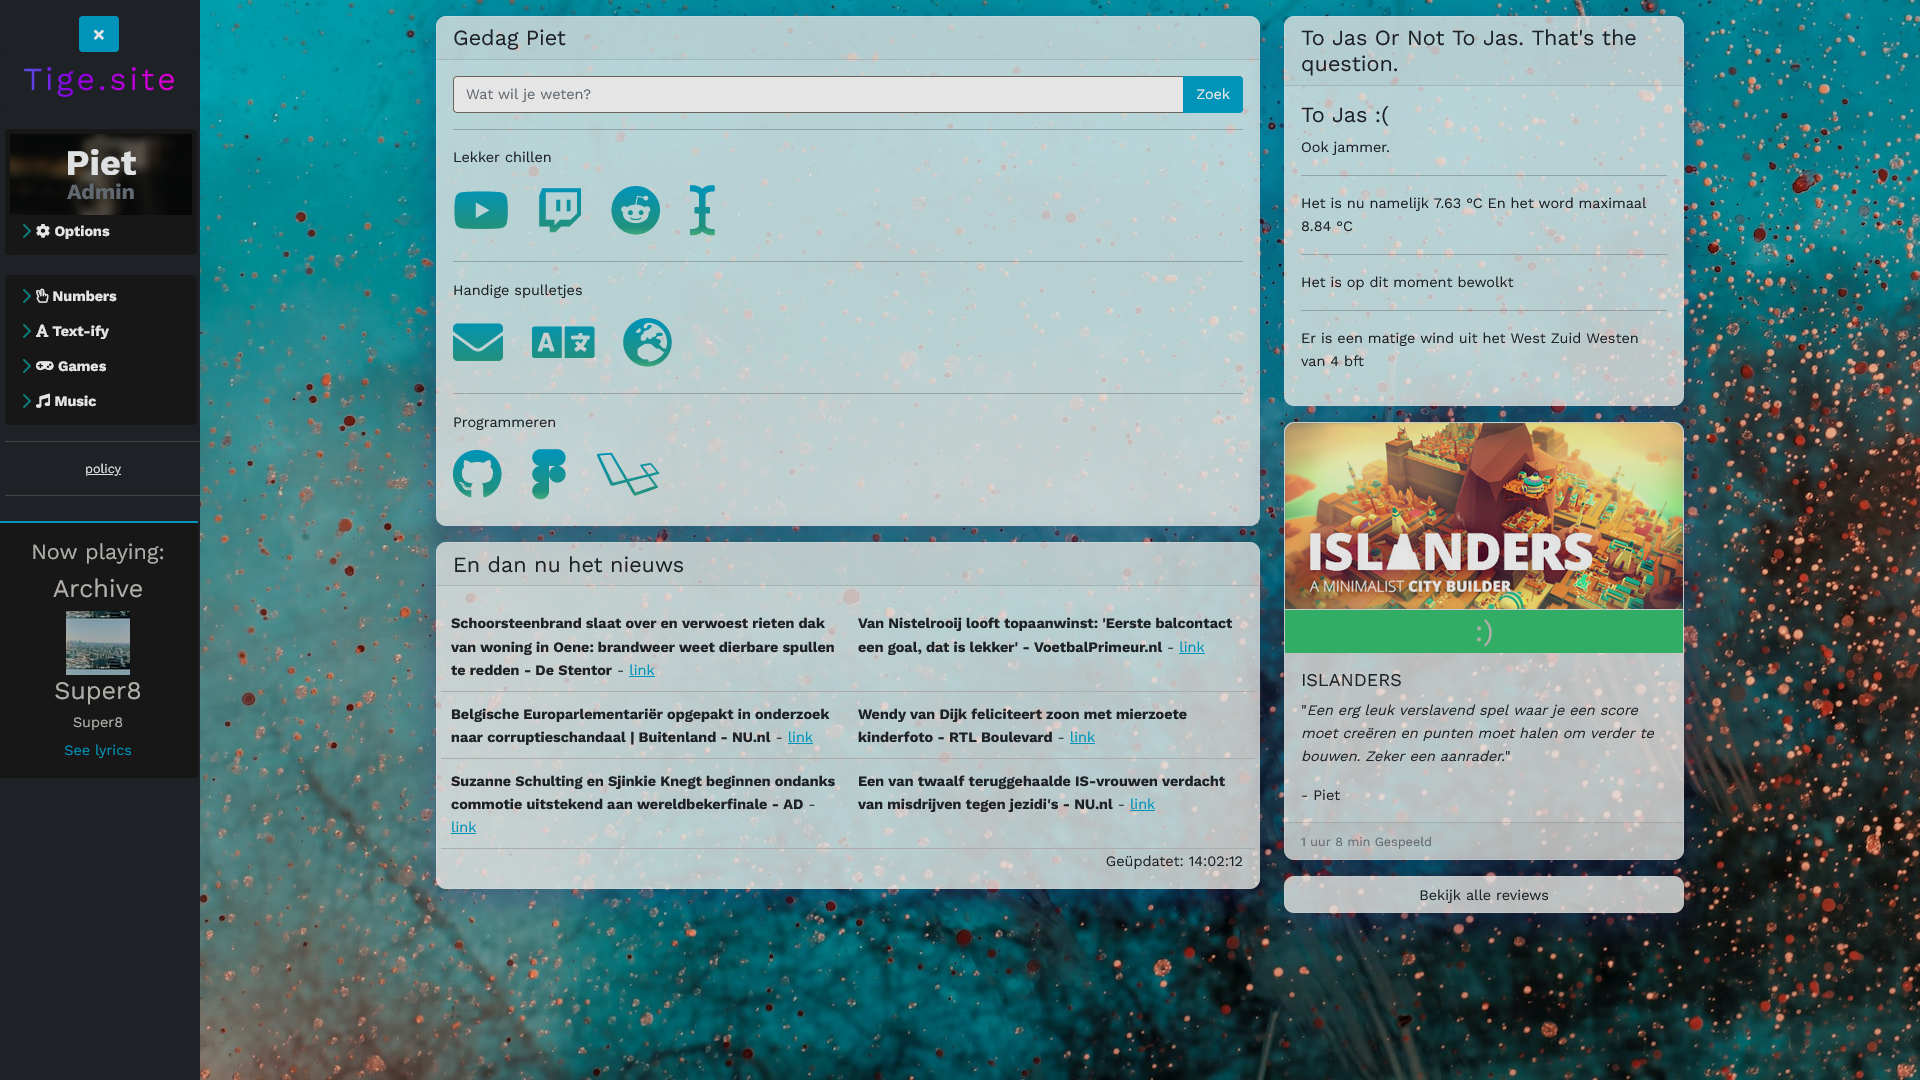 Tige.site
Piet
Admin
Options
Numbers
Text-ify
Games
Music
policy
Now playing:
Archive
Super8
Super8
See lyrics
Gedag Piet
Wat wil je weten?
Zoek
Lekker chillen
Handige spulletjes
A 文
Programmeren
En dan nu het nieuws
Schoorsteenbrand slaat over en verwoest rieten dak
van woning in Oene: brandweer weet dierbare spullen
te redden - De Stentor - link
Van Nistelrooij looft topaanwinst: 'Eerste balcontact
een goal, dat is lekker' - VoetbalPrimeur.nl - link
Belgische Europarlementariër opgepakt in onderzoek
naar corruptieschandaal | Buitenland - NU.nl - link
Wendy van Dijk feliciteert zoon met mierzoete
kinderfoto - RTL Boulevard - link
Suzanne Schulting en Sjinkie Knegt beginnen ondanks
commotie uitstekend aan wereldbekerfinale - AD -
link
Een van twaalf teruggehaalde IS-vrouwen verdacht
van misdrijven tegen jezidi's - NU.nl - link
Geüpdatet: 14:02:12
To Jas Or Not To Jas. That's the
question.
To Jas :(
Ook jammer.
Het is nu namelijk 7.63 °C En het word maximaal
8.84 °C
Het is op dit moment bewolkt
Er is een matige wind uit het West Zuid Westen
van 4 bft
ISLANDERS
A MINIMALIST CITY BUILDER
:)
ISLANDERS
"Een erg leuk verslavend spel waar je een score
moet creëren en punten moet halen om verder te
bouwen. Zeker een aanrader."
- Piet
1 uur 8 min Gespeeld
Bekijk alle reviews